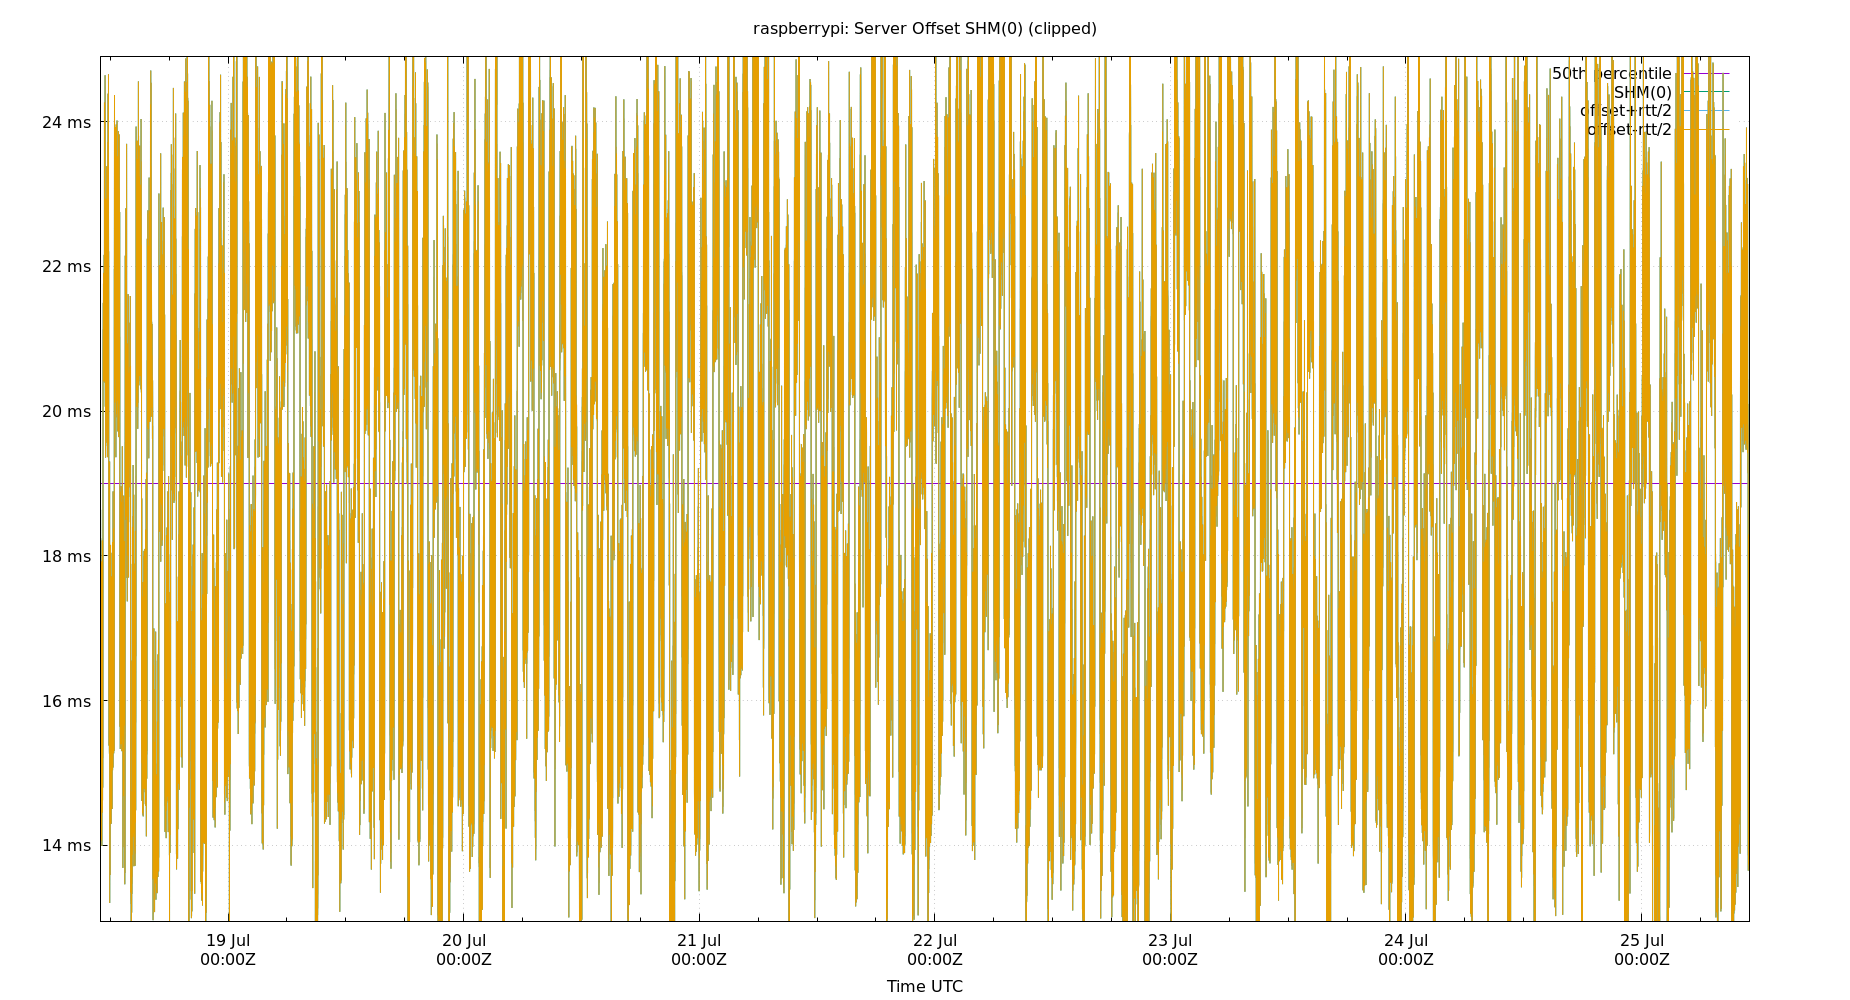 raspberrypi: Server Offset SHM(0) (clipped)
50th percentile
SHM(0)
offset+rtt/2
offset-rtt/2
24 ms
22 ms
20 ms
18 ms
16 ms
14 ms
19 Jul 20 Jul 21 Jul 22 Jul 23 Jul 24 Jul 25 Jul
00:00Z 00:00Z 00:00Z 00:00Z 00:00Z 00:00Z 00:00Z
Time UTC